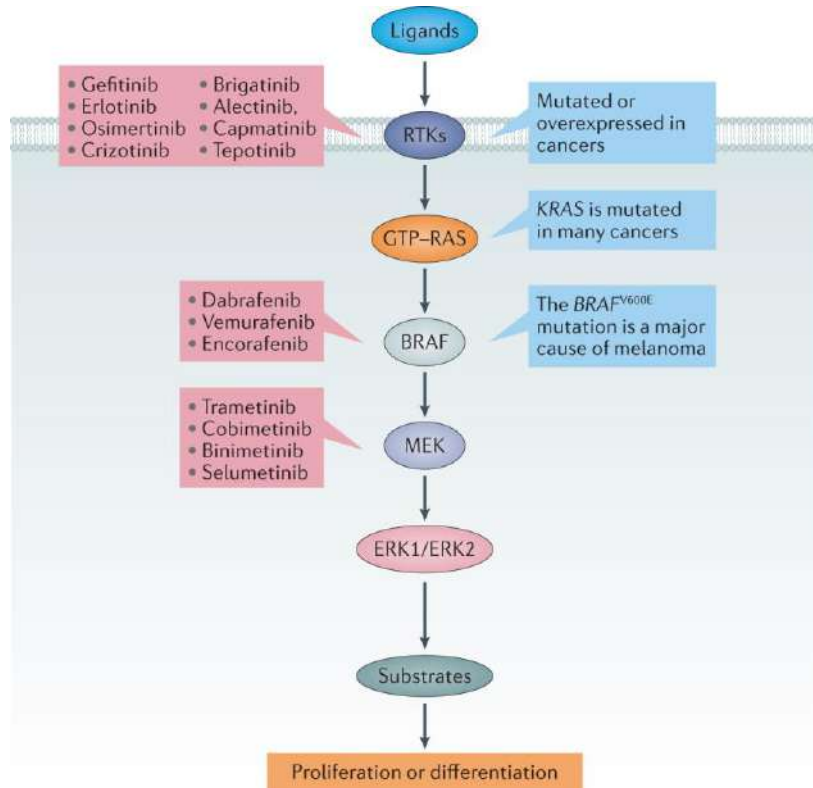 Ligands
• Gefitinib
• Erlotinib
• Osimertinib
• Crizotinib
• Brigatinib
• Alectinib,
• Capmatinib
• Tepotinib
RTKs
Mutated or
overexpressed in
cancers
GTP–RAS
KRAS is mutated
in many cancers
• Dabrafenib
• Vemurafenib
• Encorafenib
BRAF
The BRAFV600E
mutation is a major
cause of melanoma
• Trametinib
• Cobimetinib
• Binimetinib
• Selumetinib
MEK
ERK1/ERK2
Substrates
Proliferation or differentiation